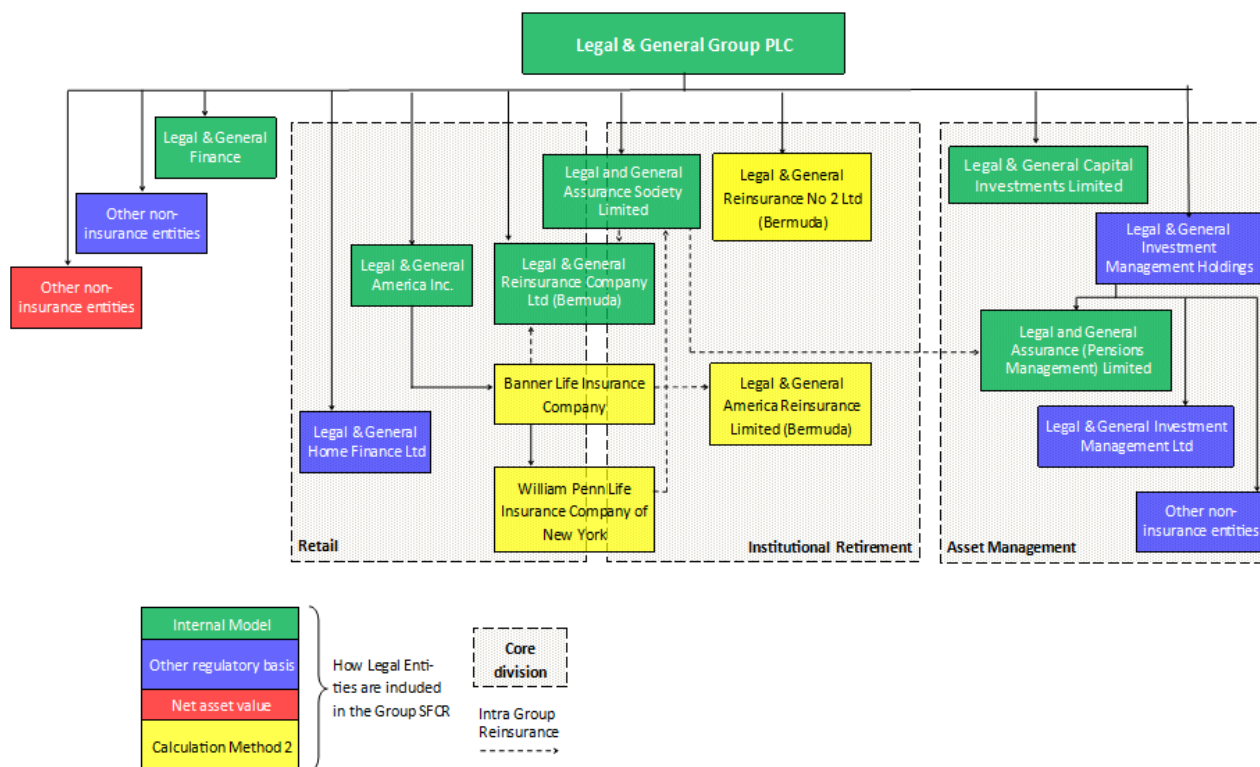 Legal & General Group PLC
Legal & General
Finance
Other non-
insurance entities
Other non-
insurance entities
Legal and General
Assurance Society
Limited
Legal & General
Reinsurance No 2 Ltd
(Bermuda)
Legal & General Capital
Investments Limited
Legal & General
America Inc.
Legal & General
Reinsurance Company
Ltd (Bermuda)
Legal & General
Investment
Management Holdings
Legal and General
Assurance (Pensions
Management) Limited
Banner Life Insurance
Company
Legal & General
America Reinsurance
Limited (Bermuda)
Legal & General
Home Finance Ltd
Legal & General Investment
Management Ltd
William Penn Life
Insurance Company of
New York
Other non-
insurance entities
Retail
Institutional Retirement
Asset Management
Internal Model
Other regulatory basis
Net asset value
Calculation Method 2
How Legal Enti-
ties are included
in the Group SFCR
Core
division
Intra Group
Reinsurance